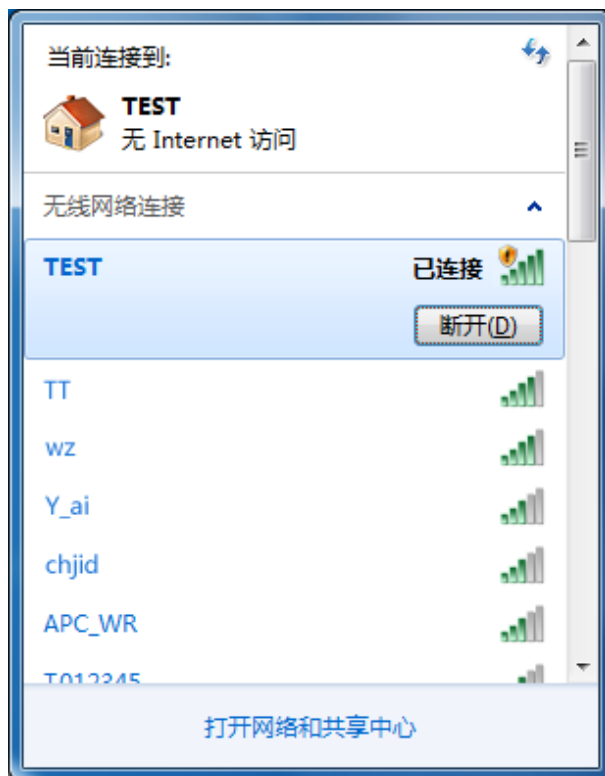 当前连接到:
TEST
无 Internet 访问
无线网络连接
TEST 已连接
断开(D)
TT
wz
Y_ai
chjid
APC_WR
T012345
打开网络和共享中心